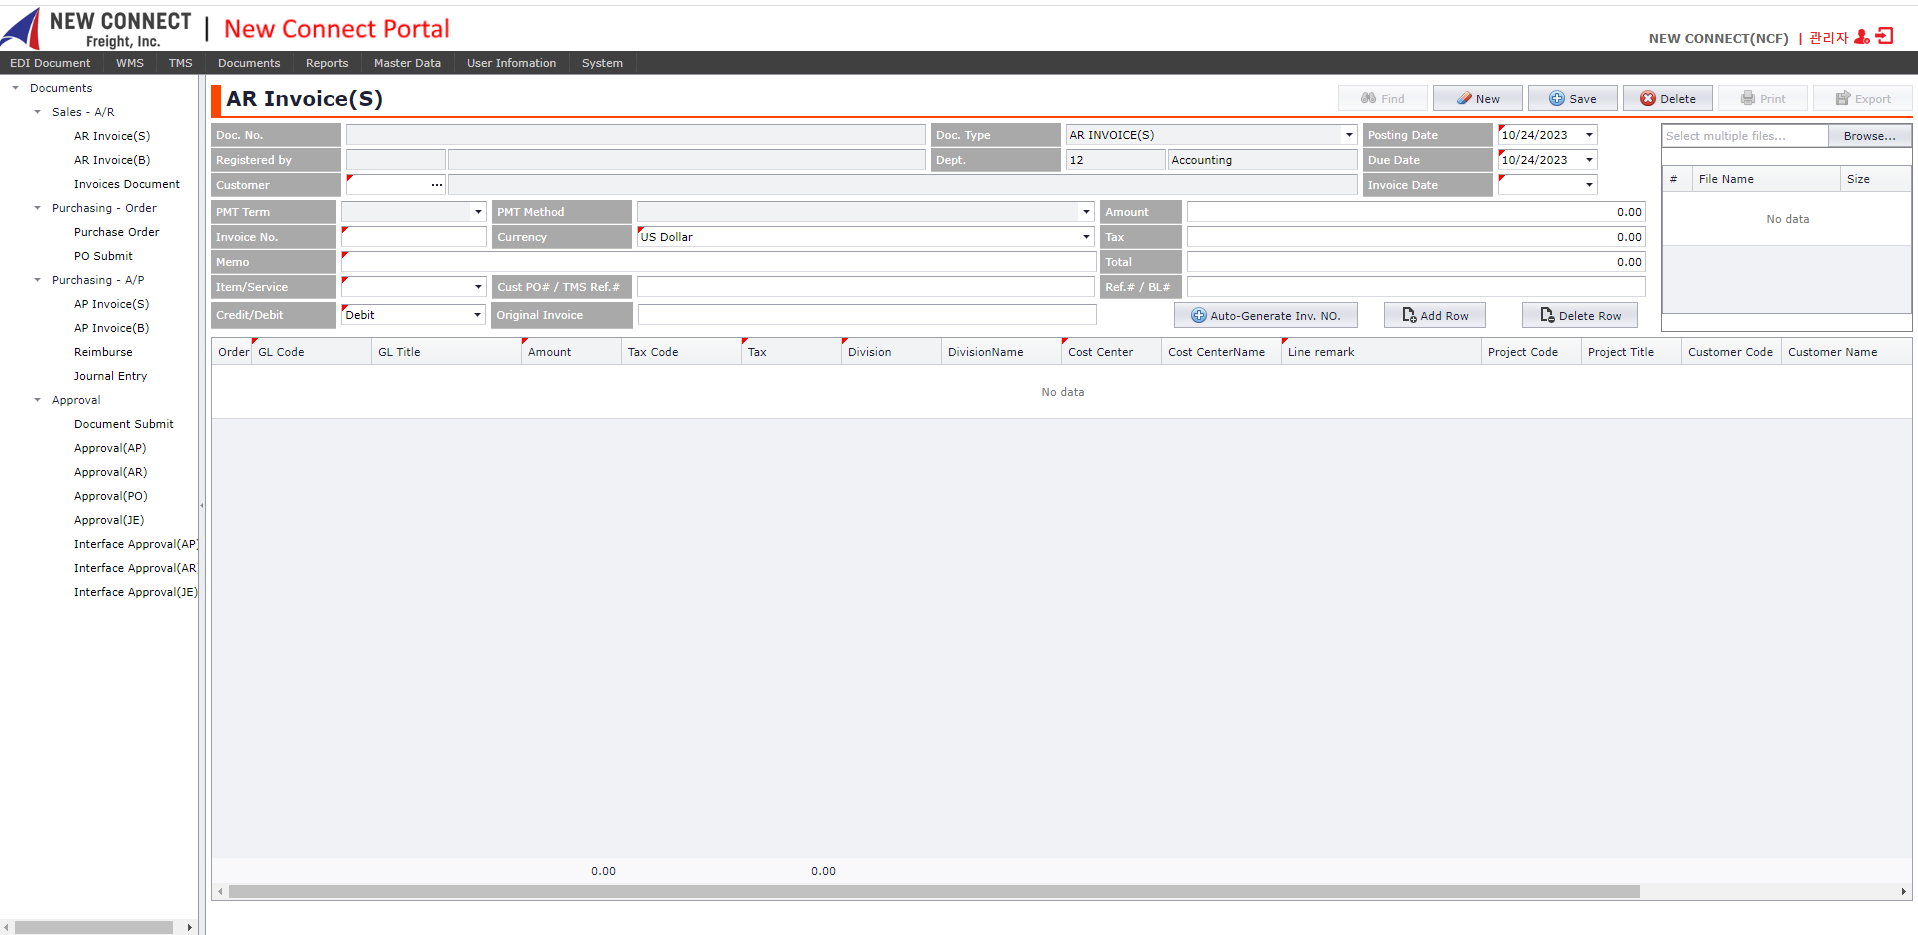 NEW CONNECT
Freight, Inc.
New Connect Portal
NEW CONNECT(NCF) | 관리자
EDI Document WMS TMS Documents Reports Master Data User Infomation System
Documents
Sales - A/R
AR Invoice(S)
AR Invoice(B)
Invoices Document
Purchasing - Order
Purchase Order
PO Submit
Purchasing - A/P
AP Invoice(S)
AP Invoice(B)
Reimburse
Journal Entry
Approval
Document Submit
Approval(AP)
Approval(AR)
Approval(PO)
Approval(JE)
Interface Approval(AP)
Interface Approval(AR
Interface Approval(JE)
AR Invoice(S)
Find New Save Delete Print Export
Doc. No. Doc. Type AR INVOICE(S) Posting Date 10/24/2023
Registered by Dept. 12 Accounting Due Date 10/24/2023
Customer ... Invoice Date
PMT Term PMT Method Amount 0.00
Invoice No. Currency US Dollar Tax 0.00
Memo Total 0.00
Item/Service Cust PO# / TMS Ref.# Ref.# / BL#
Credit/Debit Debit Original Invoice Auto-Generate Inv. NO. Add Row Delete Row
Select multiple files... Browse...
# File Name Size
No data
Order GL Code GL Title Amount Tax Code Tax Division DivisionName Cost Center Cost CenterName Line remark Project Code Project Title Customer Code Customer Name
No data
0.00 0.00